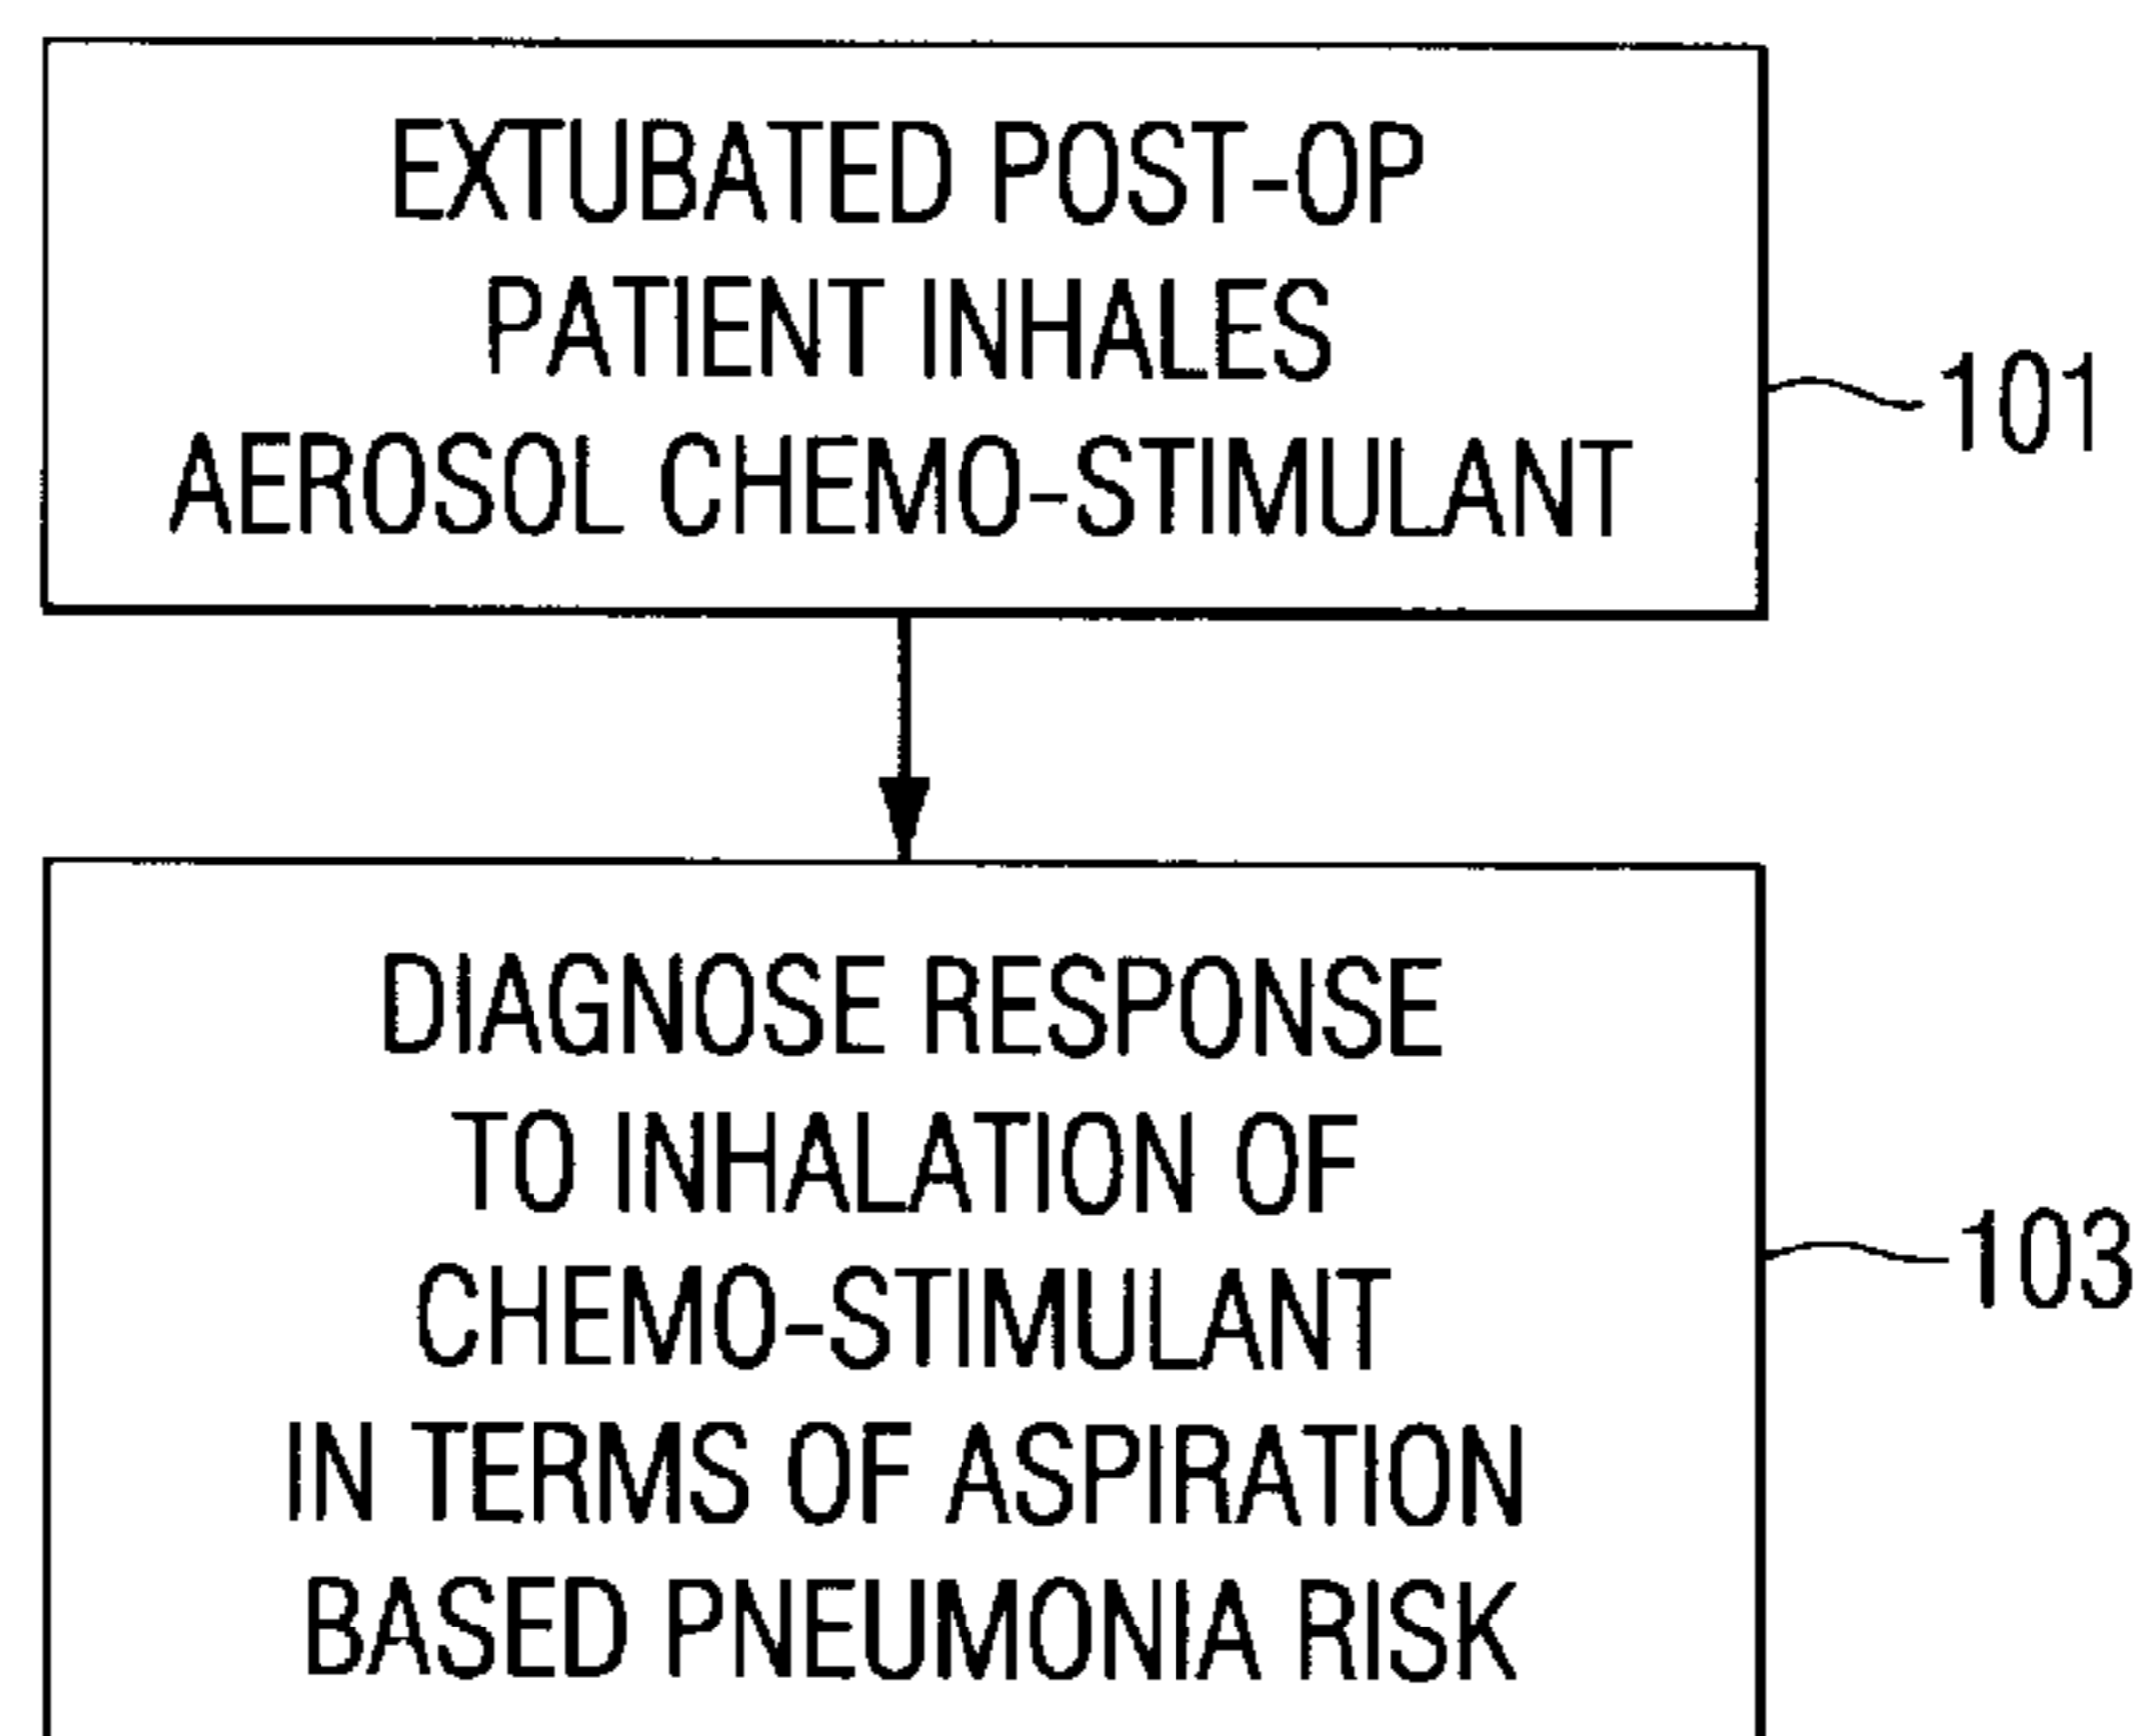 EXTUBATED POST-OP
PATIENT INHALES
AEROSOL CHEMO-STIMULANT
101
DIAGNOSE RESPONSE
TO INHALATION OF
CHEMO-STIMULANT
IN TERMS OF ASPIRATION
BASED PNEUMONIA RISK
103